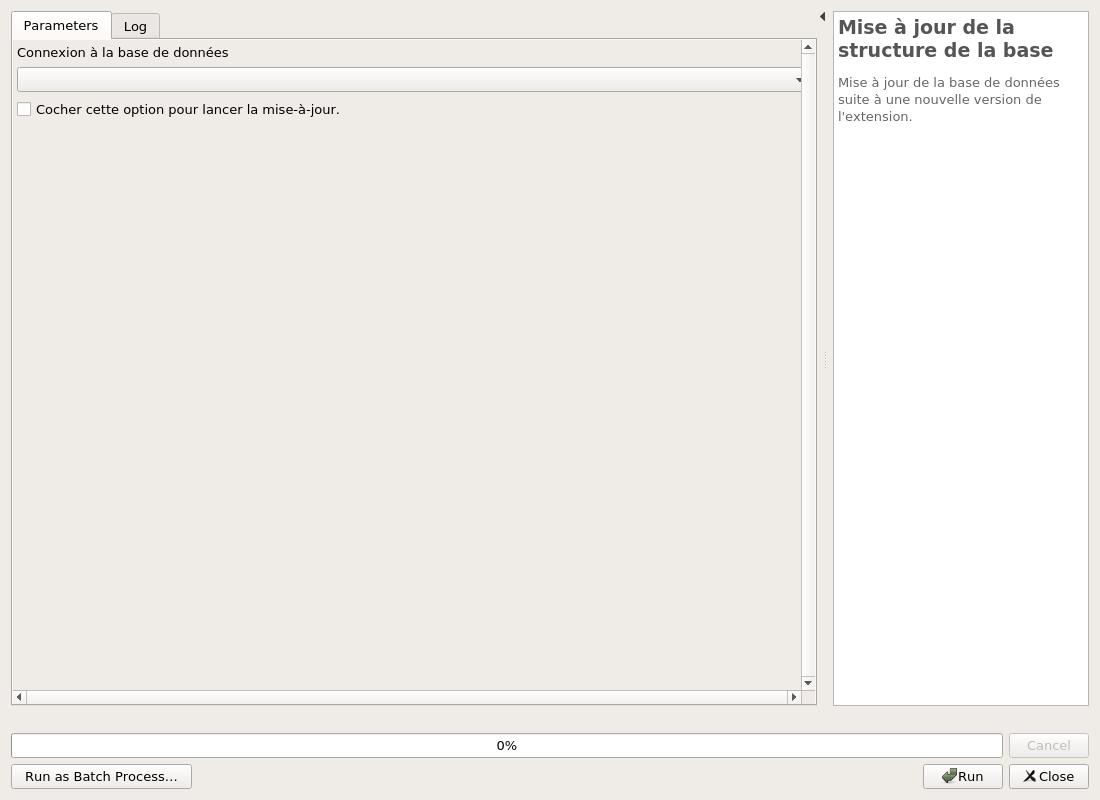 Parameters
Log
Connexion à la base de données
Cocher cette option pour lancer la mise-à-jour.
Mise à jour de la
structure de la base
Mise à jour de la base de données
suite à une nouvelle version de
l'extension.
0%
Cancel
Run as Batch Process…
Run
Close